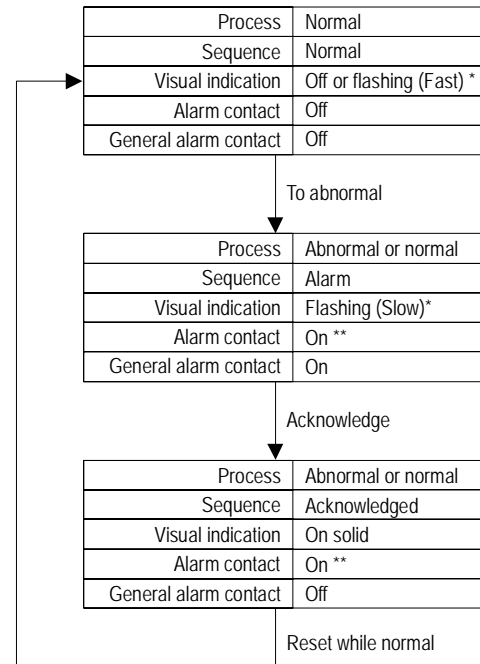 Process Normal
Sequence Normal
Visual indication Off or flashing (Fast) *
Alarm contact Off
General alarm contact Off
To abnormal
Process Abnormal or normal
Sequence Alarm
Visual indication Flashing (Slow)*
Alarm contact On **
General alarm contact On
Acknowledge
Process Abnormal or normal
Sequence Acknowledged
Visual indication On solid
Alarm contact On **
General alarm contact Off
Reset while normal